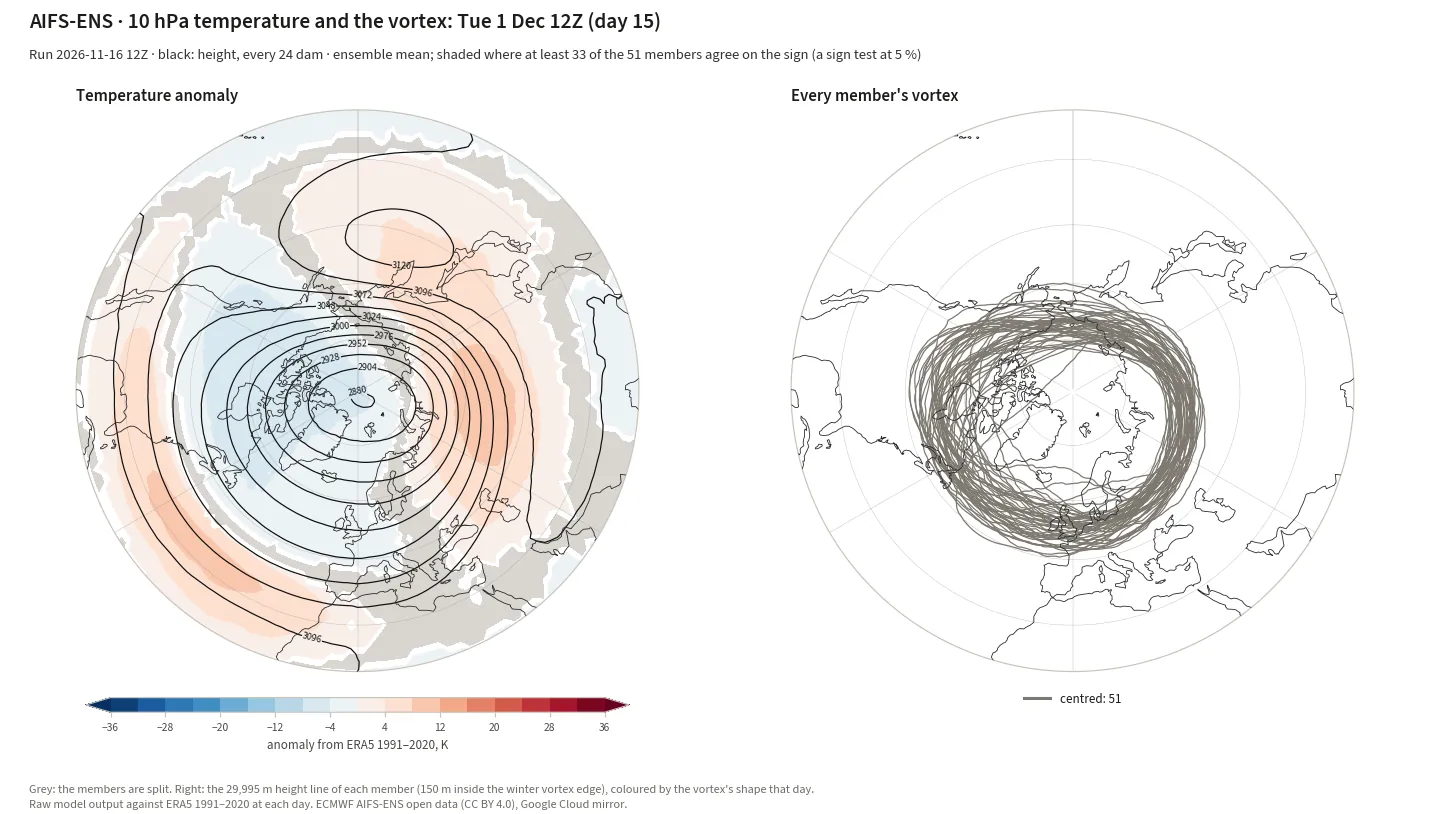 AIFS-ENS · 10 hPa temperature and the vortex: Tue 1 Dec 12Z (day 15)
Run 2026-11-16 12Z · black: height, every 24 dam · ensemble mean; shaded where at least 33 of the 51 members agree on the sign (a sign test at 5 %)
Temperature anomaly
Every member's vortex
3120
3072
3096
3048
3024
3000
2976
2952
2928
2904
2880
3096
centred: 51
−36 −28 −20 −12 −4 4 12 20 28 36
anomaly from ERA5 1991–2020, K
Grey: the members are split. Right: the 29,995 m height line of each member (150 m inside the winter vortex edge), coloured by the vortex's shape that day.
Raw model output against ERA5 1991–2020 at each day. ECMWF AIFS-ENS open data (CC BY 4.0), Google Cloud mirror.